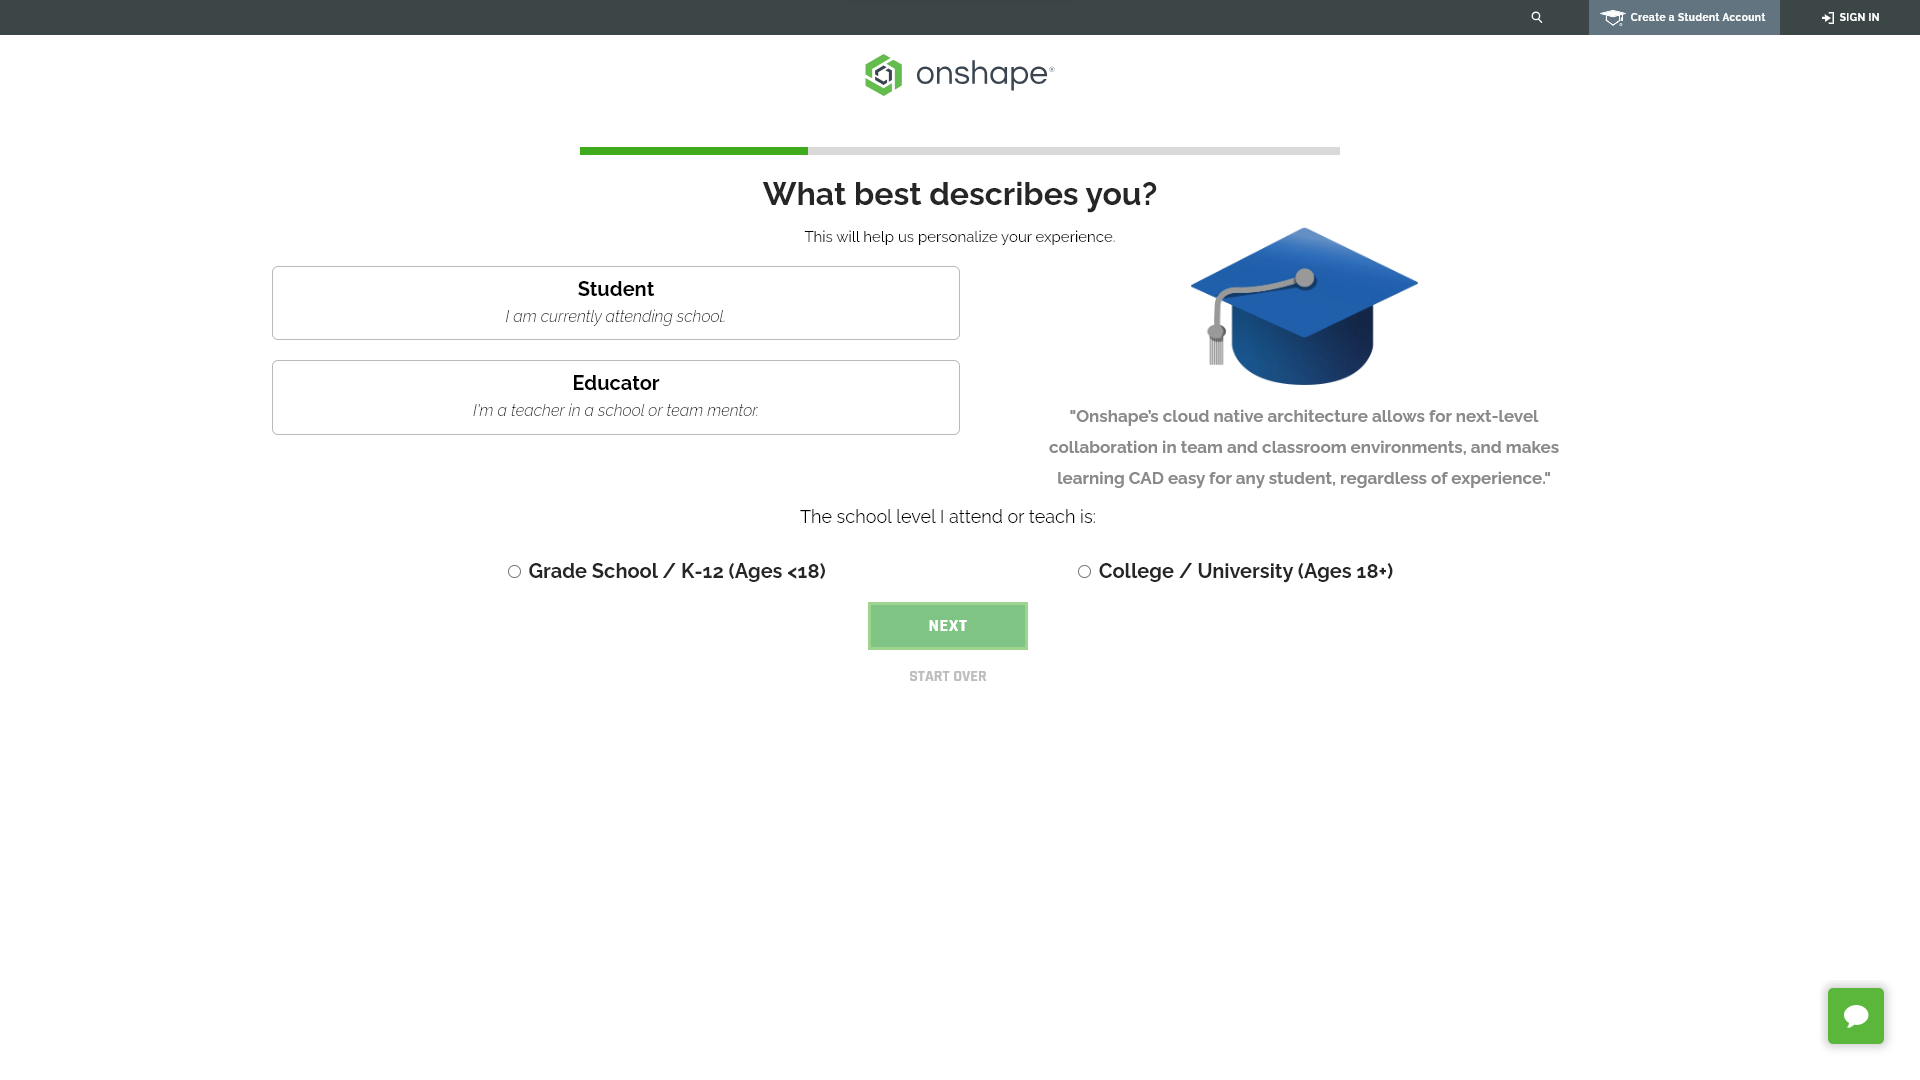 Create a Student Account
SIGN IN
onshape®
What best describes you?
This will help us personalize your experience.
Student
I am currently attending school.
Educator
I'm a teacher in a school or team mentor.
"Onshape’s cloud native architecture allows for next-level
collaboration in team and classroom environments, and makes
learning CAD easy for any student, regardless of experience."
The school level I attend or teach is:
Grade School / K-12 (Ages <18)
College / University (Ages 18+)
NEXT
START OVER